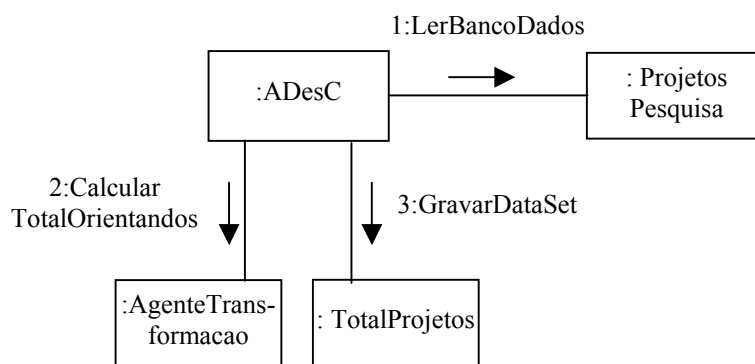 1:LerBancoDados
:ADesC
: Projetos
Pesquisa
2:Calcular
TotalOrientandos
3:GravarDataSet
:AgenteTrans-
formacao
: TotalProjetos